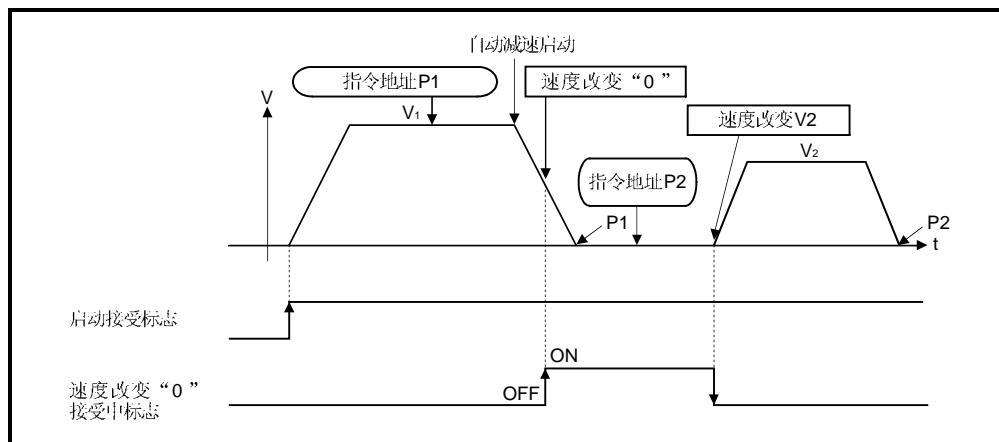 自动减速启动
指令地址P1
速度改变“0”
V
V1
速度改变V2
V2
指令地址P2
P1
P2
t
启动接受标志
ON
速度改变“0”
OFF
接受中标志